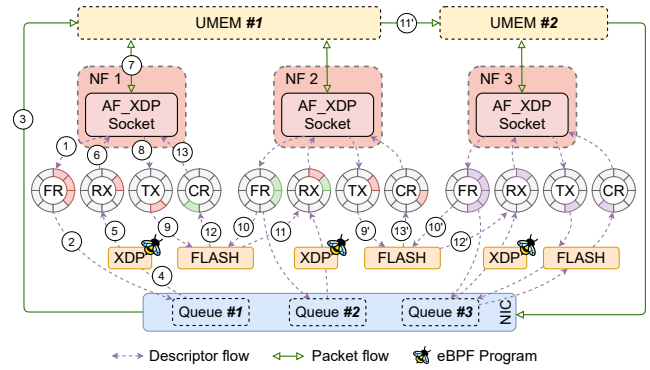 UMEM #1
11'
UMEM #2
7
NF 1
NF 2
NF 3
AF_XDP
Socket
AF_XDP
Socket
AF_XDP
Socket
3
1
6
8
13
FR
RX
TX
CR
FR
RX
TX
CR
FR
RX
TX
CR
2
5
9
12
10
11
9'
13'
10'
12'
XDP
FLASH
XDP
FLASH
XDP
FLASH
4
Queue #1
Queue #2
Queue #3
NIC
Descriptor flow
Packet flow
eBPF Program